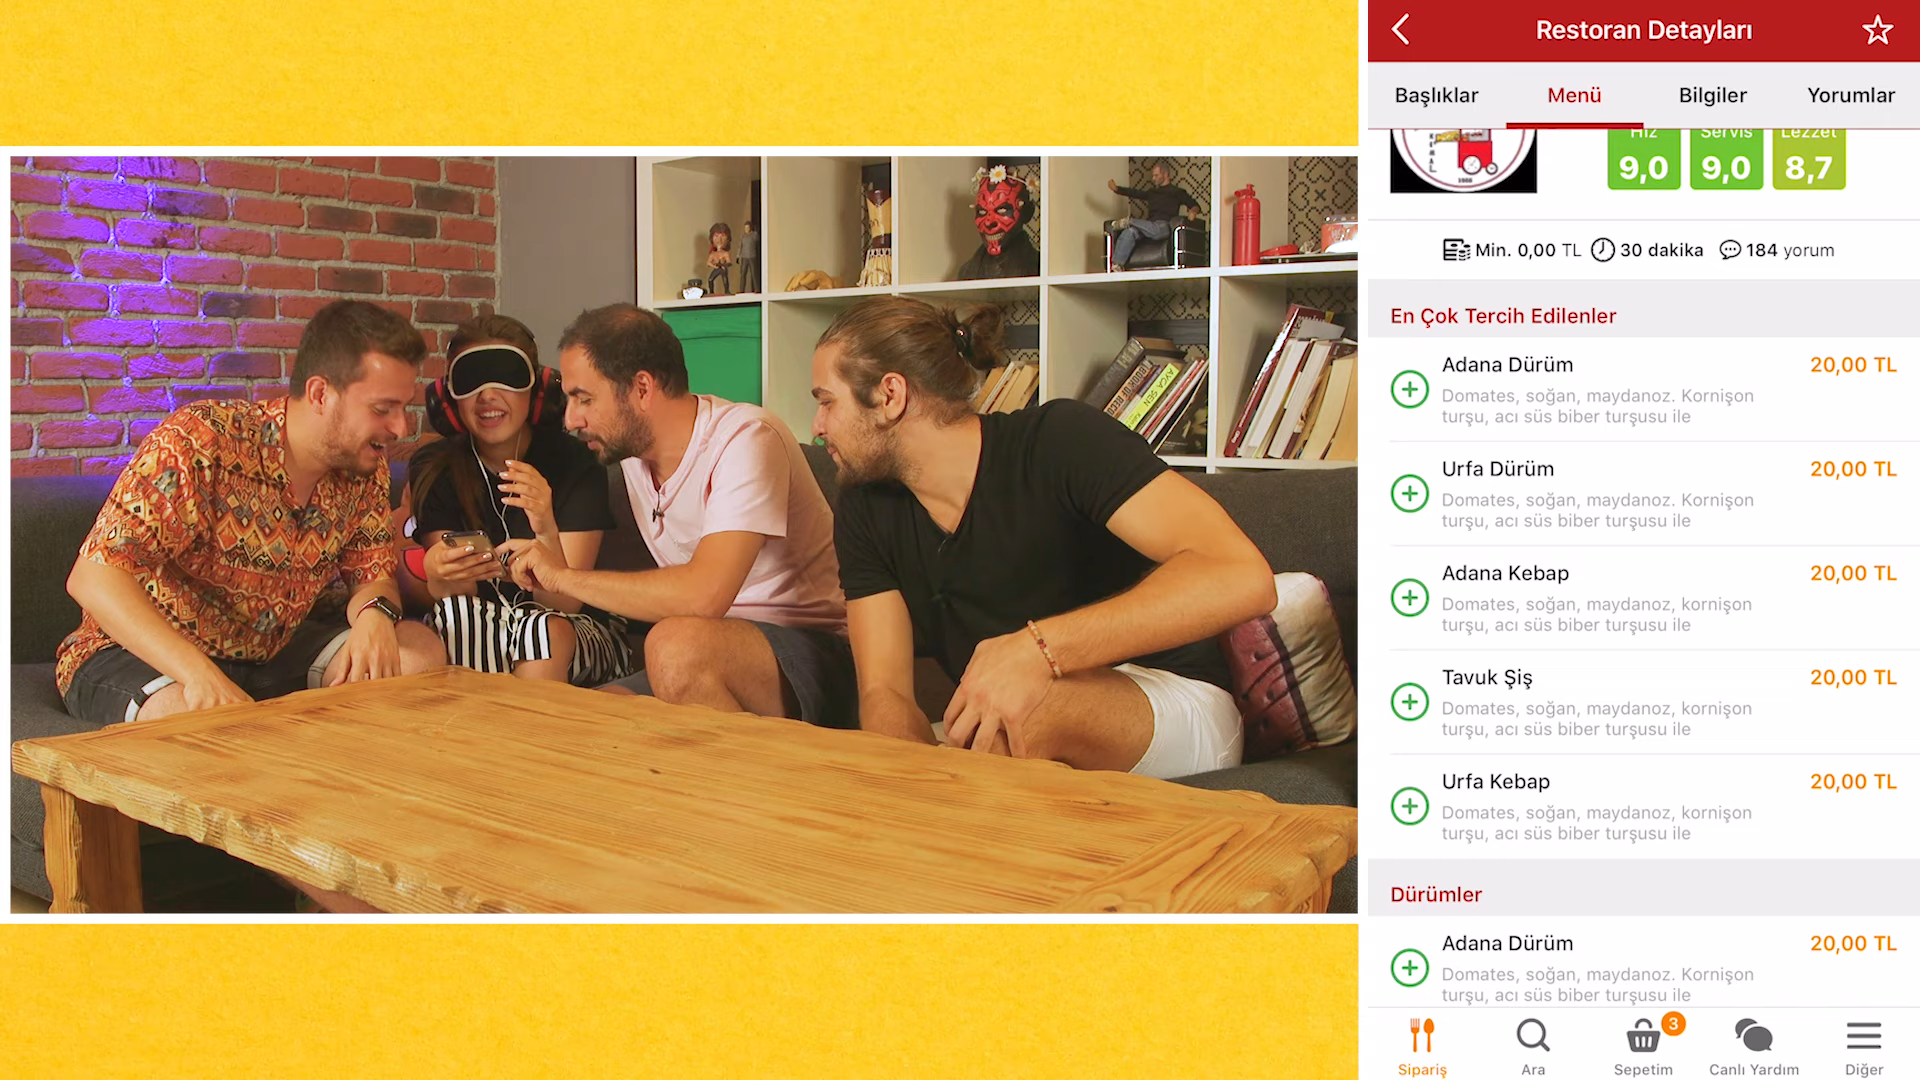 Restoran Detayları
Başlıklar
Menü
Bilgiler
Yorumlar
Hız
Servis
Lezzet
9,0
9,0
8,7
KEMAL
1988
Min. 0,00 TL
30 dakika
184 yorum
En Çok Tercih Edilenler
Adana Dürüm
20,00 TL
Domates, soğan, maydanoz. Kornişon
turşu, acı süs biber turşusu ile
Urfa Dürüm
20,00 TL
Domates, soğan, maydanoz. Kornişon
turşu, acı süs biber turşusu ile
Adana Kebap
20,00 TL
Domates, soğan, maydanoz, kornişon
turşu, acı süs biber turşusu ile
Tavuk Şiş
20,00 TL
Domates, soğan, maydanoz, kornişon
turşu, acı süs biber turşusu ile
Urfa Kebap
20,00 TL
Domates, soğan, maydanoz, kornişon
turşu, acı süs biber turşusu ile
Dürümler
Adana Dürüm
20,00 TL
Domates, soğan, maydanoz. Kornişon
turşu, acı süs biber turşusu ile
3
Sipariş
Ara
Sepetim
Canlı Yardım
Diğer